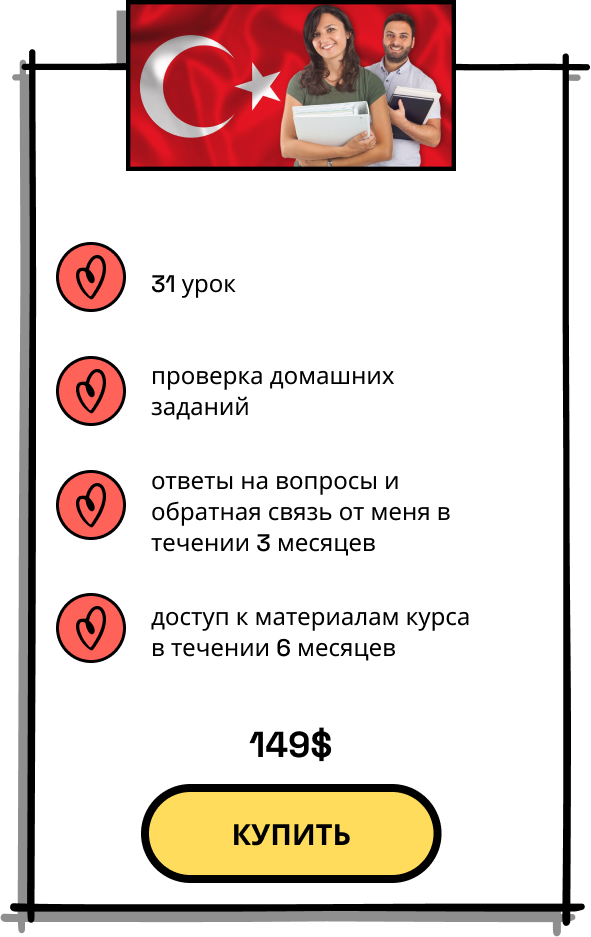 31 урок
проверка домашних
заданий
ответы на вопросы и
обратная связь от меня в
течении 3 месяцев
доступ к материалам курса
в течении 6 месяцев
149$
КУПИТЬ